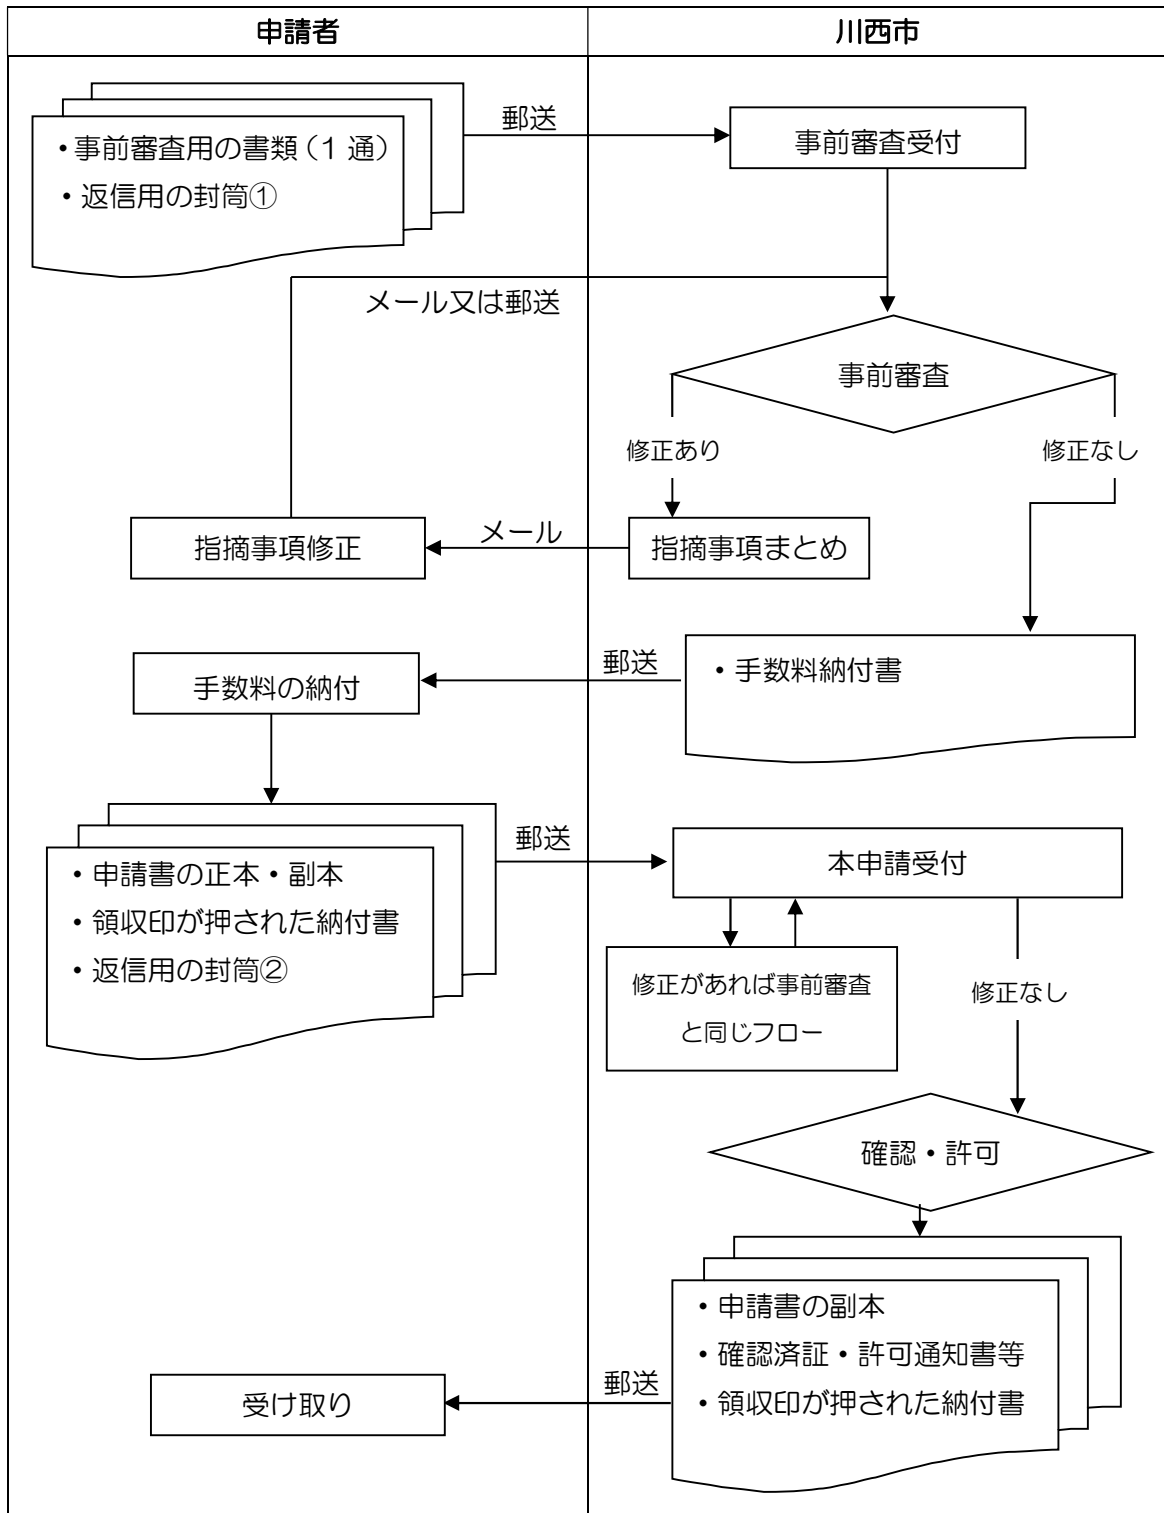 申請者
川西市
・事前審査用の書類（1 通）
・返信用の封筒①
郵送
事前審査受付
メール又は郵送
事前審査
修正あり
修正なし
指摘事項修正
メール
指摘事項まとめ
手数料の納付
郵送
・手数料納付書
・申請書の正本・副本
・領収印が押された納付書
・返信用の封筒②
郵送
本申請受付
修正があれば事前審査
と同じフロー
修正なし
確認・許可
・申請書の副本
・確認済証・許可通知書等
・領収印が押された納付書
郵送
受け取り